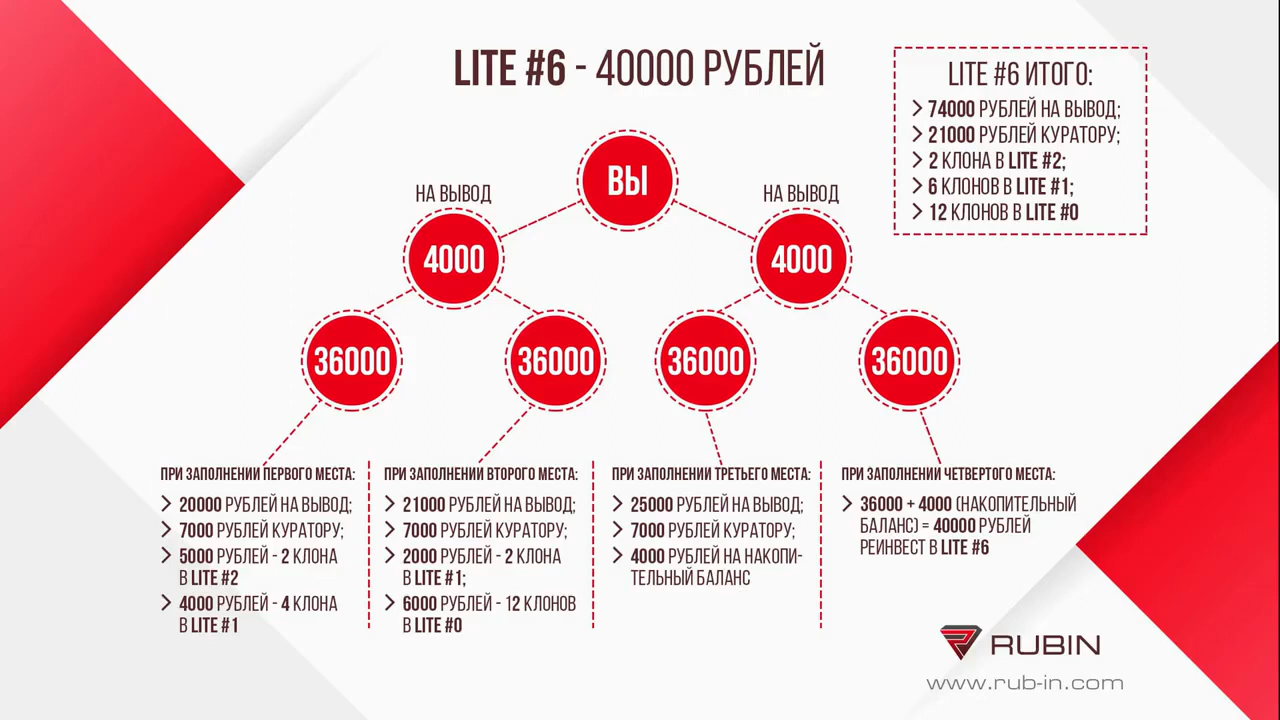 LITE #6 - 40000 РУБЛЕЙ
LITE #6 ИТОГО:
> 74000 РУБЛЕЙ НА ВЫВОД;
> 21000 РУБЛЕЙ КУРАТОРУ;
> 2 КЛОНА В LITE #2;
> 6 КЛОНОВ В LITE #1;
> 12 КЛОНОВ В LITE #0
ВЫ
НА ВЫВОД
НА ВЫВОД
4000
4000
36000
36000
36000
36000
ПРИ ЗАПОЛНЕНИИ ПЕРВОГО МЕСТА:
> 20000 РУБЛЕЙ НА ВЫВОД;
> 7000 РУБЛЕЙ КУРАТОРУ;
> 5000 РУБЛЕЙ - 2 КЛОНА
В LITE #2
> 4000 РУБЛЕЙ - 4 КЛОНА
В LITE #1
ПРИ ЗАПОЛНЕНИИ ВТОРОГО МЕСТА:
> 21000 РУБЛЕЙ НА ВЫВОД;
> 7000 РУБЛЕЙ КУРАТОРУ;
> 2000 РУБЛЕЙ - 2 КЛОНА
В LITE #1;
> 6000 РУБЛЕЙ - 12 КЛОНОВ
В LITE #0
ПРИ ЗАПОЛНЕНИИ ТРЕТЬЕГО МЕСТА:
> 25000 РУБЛЕЙ НА ВЫВОД;
> 7000 РУБЛЕЙ КУРАТОРУ;
> 4000 РУБЛЕЙ НА НАКОПИ-
ТЕЛЬНЫЙ БАЛАНС
ПРИ ЗАПОЛНЕНИИ ЧЕТВЕРТОГО МЕСТА:
> 36000 + 4000 (НАКОПИТЕЛЬНЫЙ
БАЛАНС) = 40000 РУБЛЕЙ
РЕИНВЕСТ В LITE #6
RUBIN
www.rub-in.com